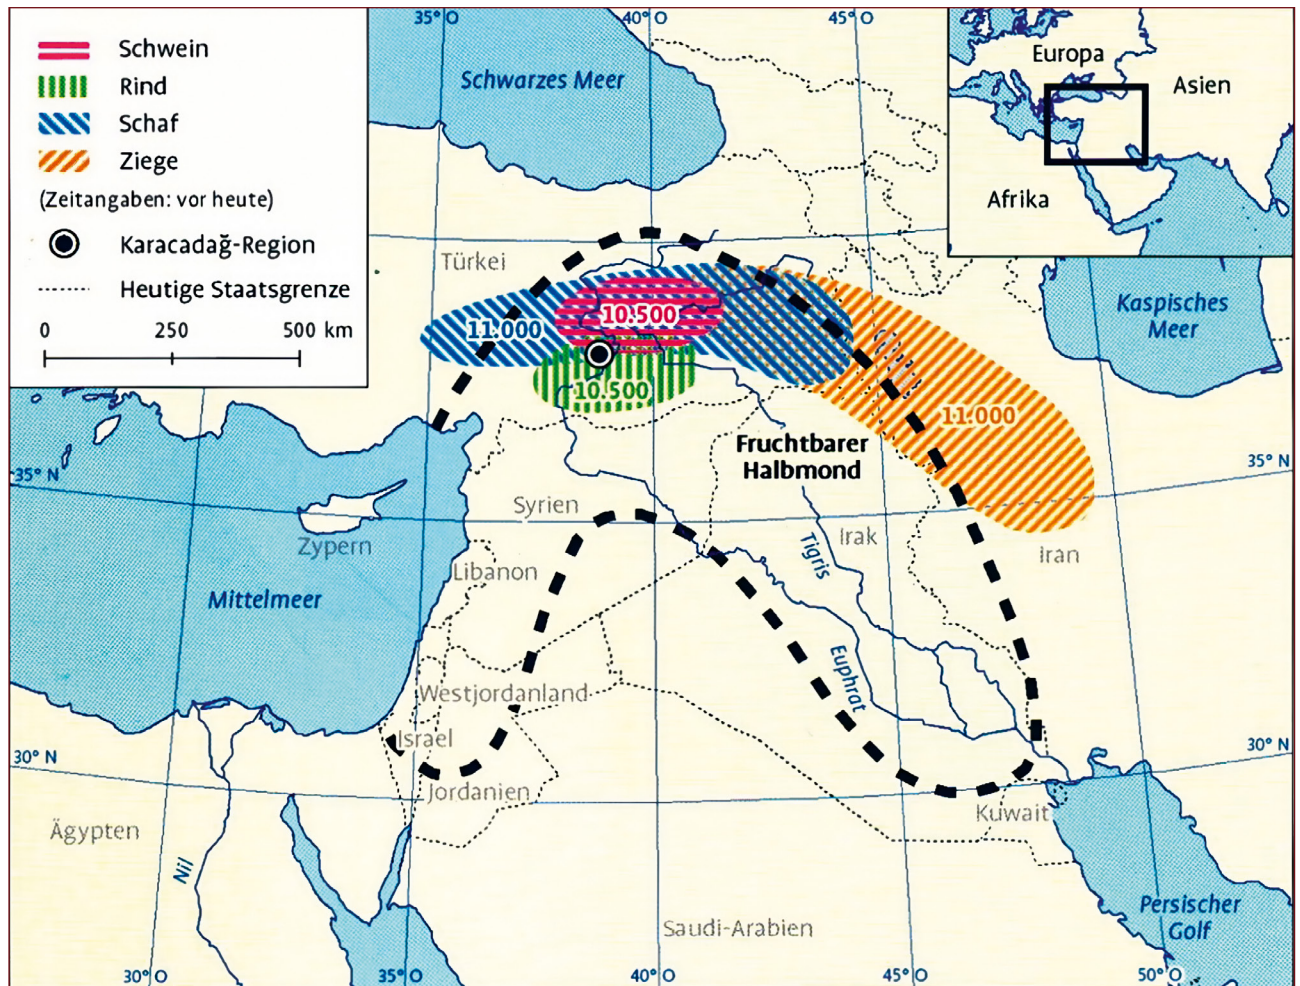 Schwein
Rind
Schaf
Ziege
(Zeitangaben: vor heute)
Karacadağ-Region
Heutige Staatsgrenze
0 250 500 km
35° O
40° O
45° O
Schwarzes Meer
Europa
Asien
Afrika
Türkei
Kaspisches
Meer
11.000
10.500
10.500
11.000
Fruchtbarer
Halbmond
35° N
35° N
Syrien
Zypern
Libanon
Mittelmeer
Tigris
Irak
Iran
Euphrat
Westjordanland
Israel
Jordanien
30° N
30° N
Kuwait
Ägypten
Nil
Saudi-Arabien
Persischer
Golf
30° O
35° O
40° O
45° O
50° O